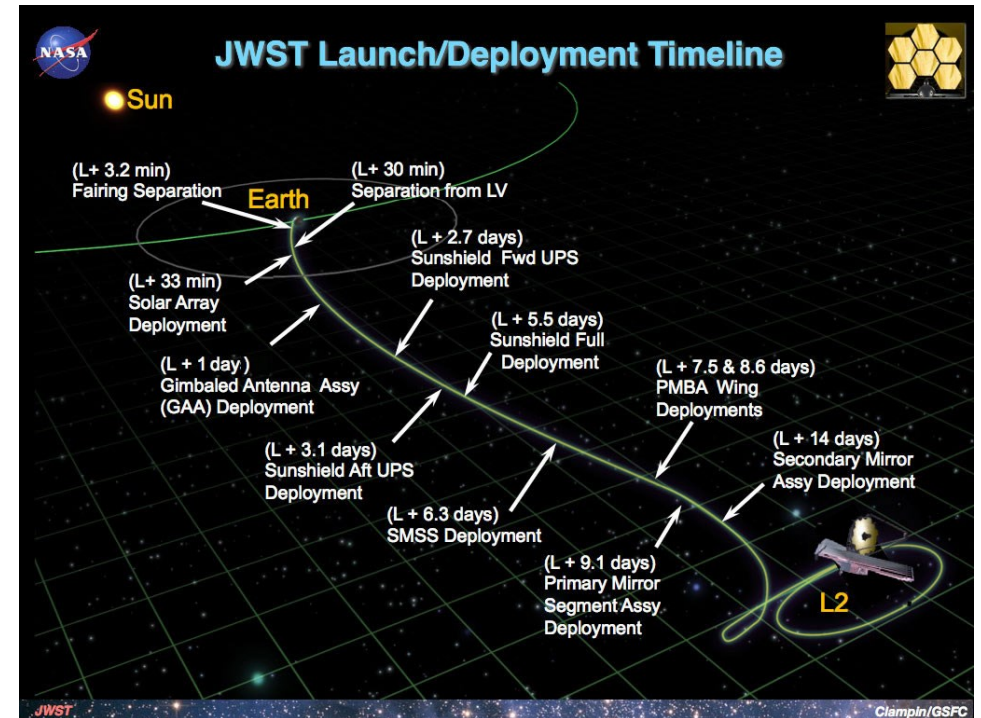 NASA
JWST Launch/Deployment Timeline
Sun
(L+ 3.2 min)
Fairing Separation
(L+ 30 min)
Separation from LV
Earth
(L + 2.7 days)
Sunshield Fwd UPS
Deployment
(L+ 33 min)
Solar Array
Deployment
(L + 5.5 days)
Sunshield Full
Deployment
(L + 1 day)
Gimbaled Antenna Assy
(GAA) Deployment
(L + 7.5 & 8.6 days)
PMBA Wing
Deployments
(L + 3.1 days)
Sunshield Aft UPS
Deployment
(L + 14 days)
Secondary Mirror
Assy Deployment
(L + 6.3 days)
SMSS Deployment
(L + 9.1 days)
Primary Mirror
Segment Assy
Deployment
L2
JWST
Clampin/GSFC